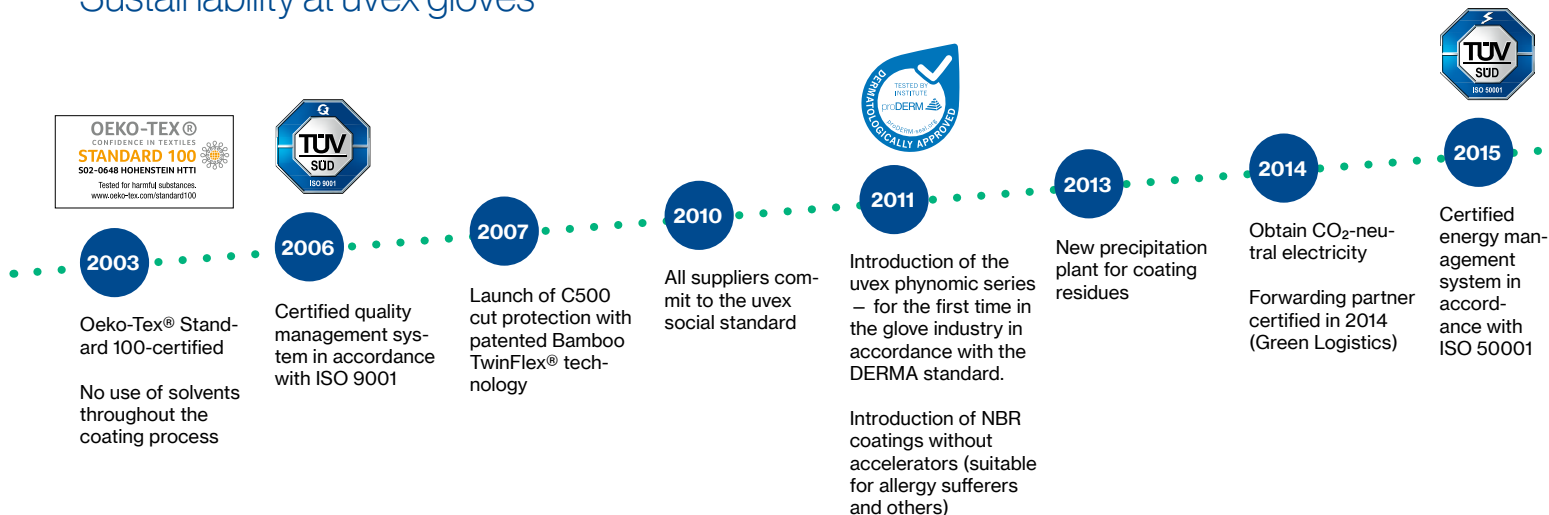 Sustainability at uvex gloves
OEKO-TEX®
CONFIDENCE IN TEXTILES
STANDARD 100
S02-0648 HOHENSTEIN HTTI
Tested for harmful substances.
www.oeko-tex.com/standard100
2003
Oeko-Tex® Stand-
ard 100-certified
No use of solvents
throughout the
coating process
Q
TÜV
SÜD
ISO 9001
2006
Certified quality
management sys-
tem in accordance
with ISO 9001
2007
Launch of C500
cut protection with
patented Bamboo
TwinFlex® tech-
nology
2010
All suppliers com-
mit to the uvex
social standard
DERMATOLOGICALLY APPROVED
TESTED BY
INSTITUTE
proDERM
proDERM-seal.org
2011
Introduction of the
uvex phynomic series
– for the first time in
the glove industry in
accordance with the
DERMA standard.
Introduction of NBR
coatings without
accelerators (suitable
for allergy sufferers
and others)
2013
New precipitation
plant for coating
residues
2014
Obtain CO₂-neu-
tral electricity
Forwarding partner
certified in 2014
(Green Logistics)
TÜV
SÜD
ISO 50001
2015
Certified
energy man-
agement
system in
accord-
ance with
ISO 50001